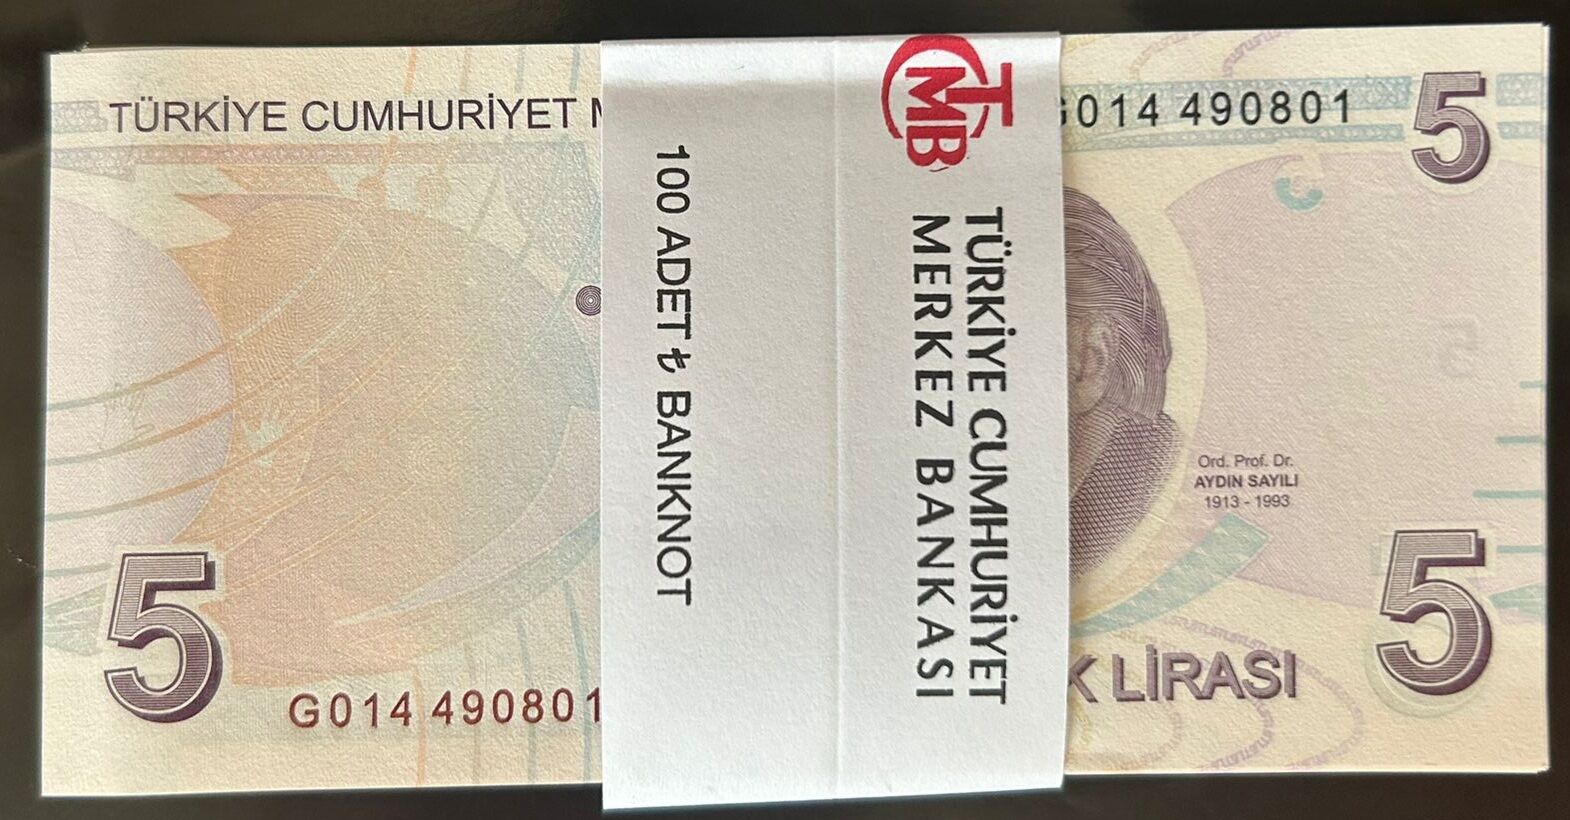 TÜRKİYE CUMHURİYET
5
G014 490801
100 ADET ₺ BANKNOT
TCMB
TÜRKİYE CUMHURİYET
MERKEZ BANKASI
G014 490801
5
Ord. Prof. Dr.
AYDIN SAYILI
1913 - 1993
K LİRASI
5